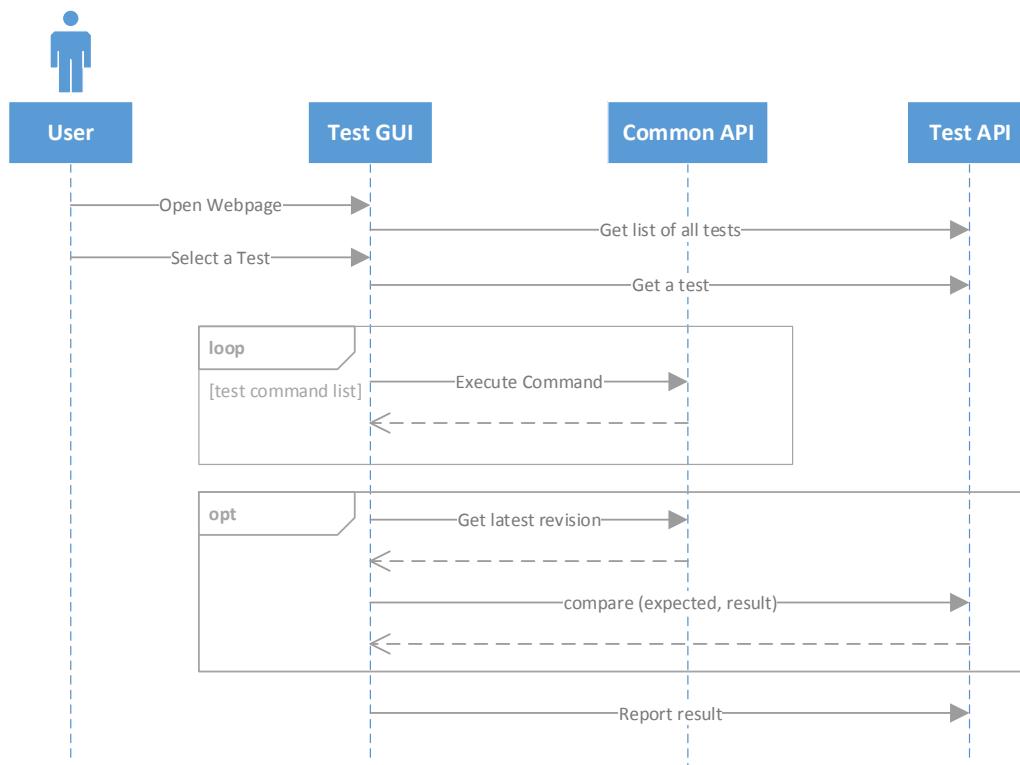 User
Test GUI
Common API
Test API
Open Webpage
Get list of all tests
Select a Test
Get a test
loop
[test command list]
Execute Command
opt
Get latest revision
compare (expected, result)
Report result